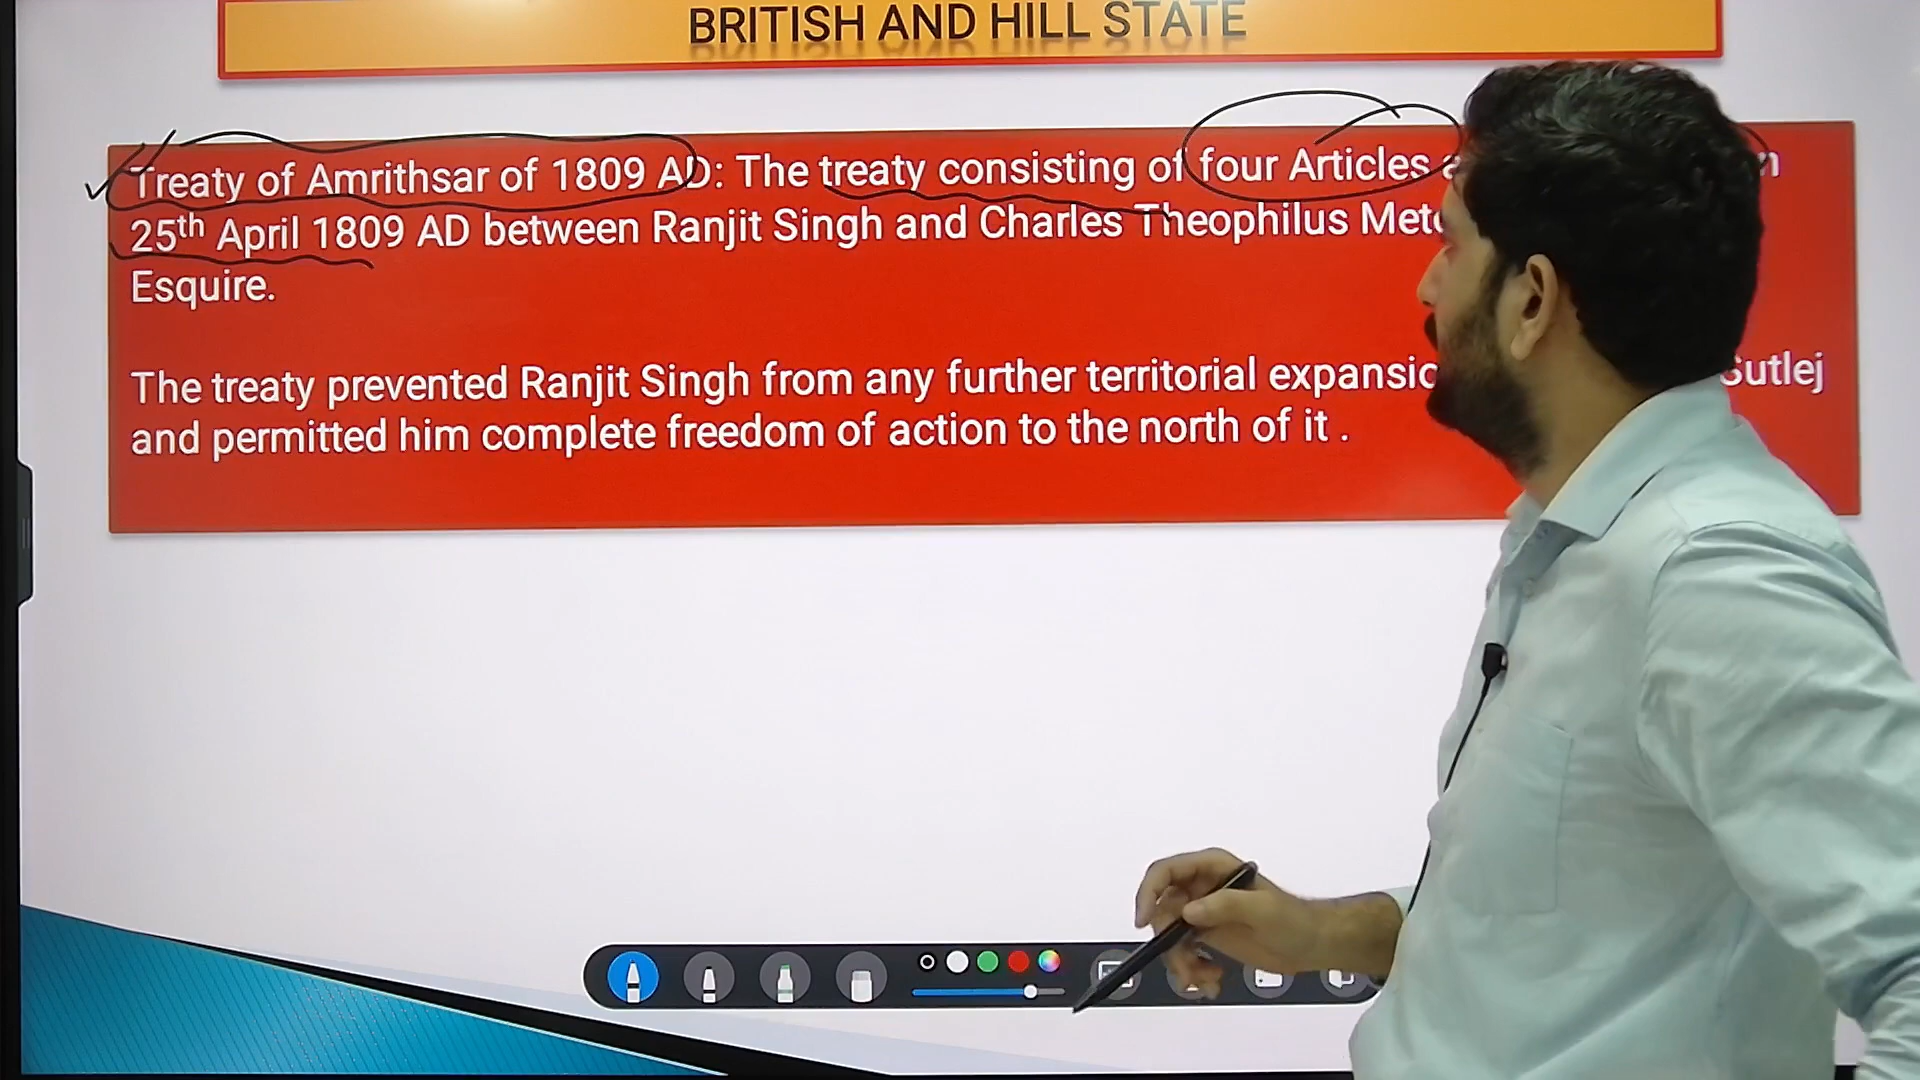 BRITISH AND HILL STATE
Treaty of Amrithsar of 1809 AD: The treaty consisting of four Articles
25th April 1809 AD between Ranjit Singh and Charles Theophilus
Esquire.
The treaty prevented Ranjit Singh from any further territorial Sutlej
and permitted him complete freedom of action to the north of it .